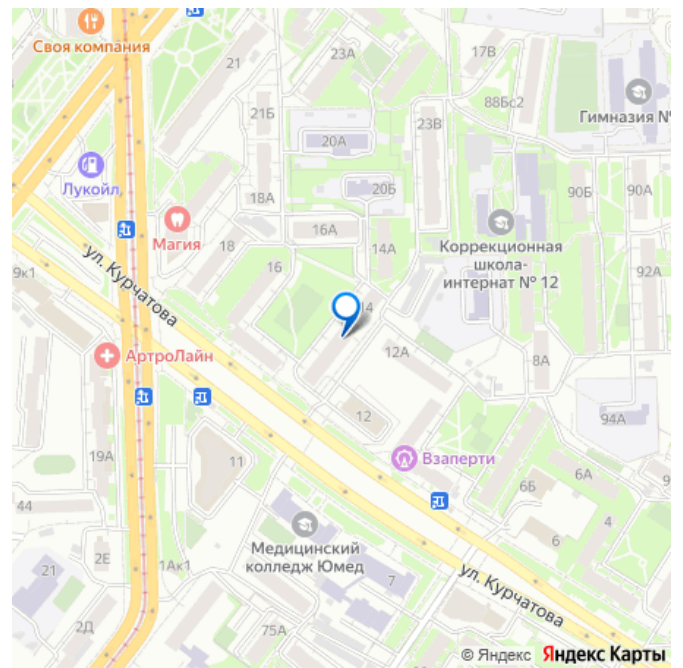 Своя компания
21
23А
17В
88Бс2
Гимназия №
21Б
20А
23В
Лукойл
20Б
90Б
90А
18А
Магия
16А
18
14А
Коррекционная
школа-
интернат № 12
92А
9к1
ул. Курчатова
16
14
АртроЛайн
12А
8А
12
94А
19А
11
Взаперти
6А
6Б
4
44
2Е
21
1Ак1
Медицинский
колледж Юмед
7
6
ул. Курчатова
2Д
75А
© Яндекс Яндекс Карты